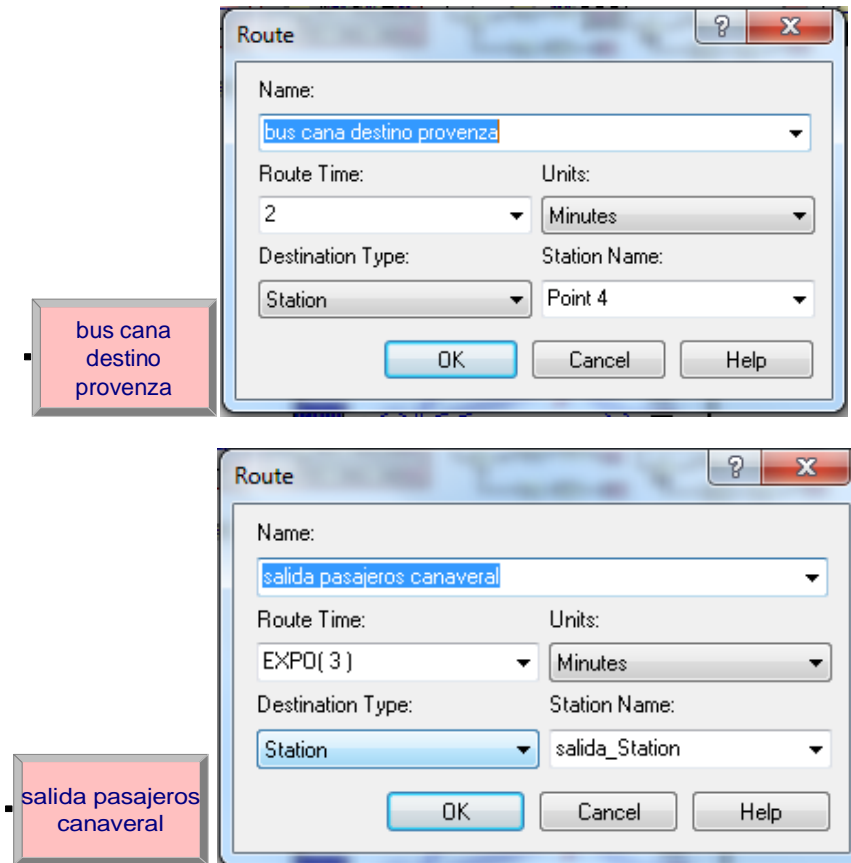 Route
Name:
bus cana destino provenza
Route Time: Units:
2 Minutes
Destination Type: Station Name:
Station Point 4
OK Cancel Help
bus cana
destino
provenza
Route
Name:
salida pasajeros canaveral
Route Time: Units:
EXPO( 3 ) Minutes
Destination Type: Station Name:
Station salida_Station
OK Cancel Help
salida pasajeros
canaveral